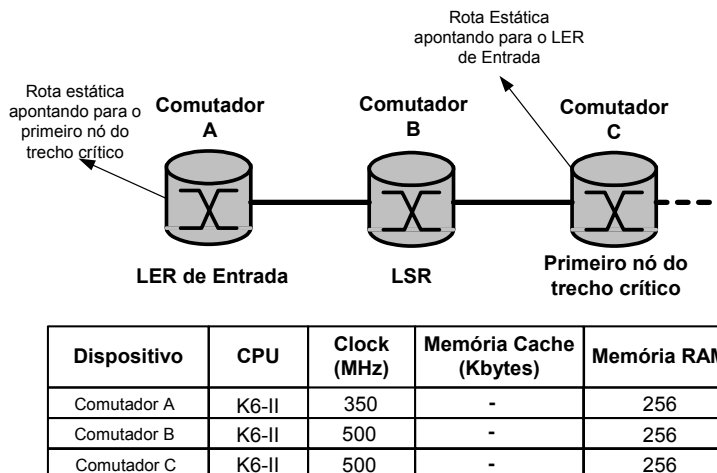 Rota Estática
apontando para o LER
de Entrada
Rota estática
apontando para o
primeiro nó do
trecho crítico
Comutador
A
Comutador
B
Comutador
C
LER de Entrada
LSR
Primeiro nó do
trecho crítico
Dispositivo CPU Clock (MHz) Memória Cache (Kbytes) Memória RAM
Comutador A K6-II 350 - 256
Comutador B K6-II 500 - 256
Comutador C K6-II 500 - 256